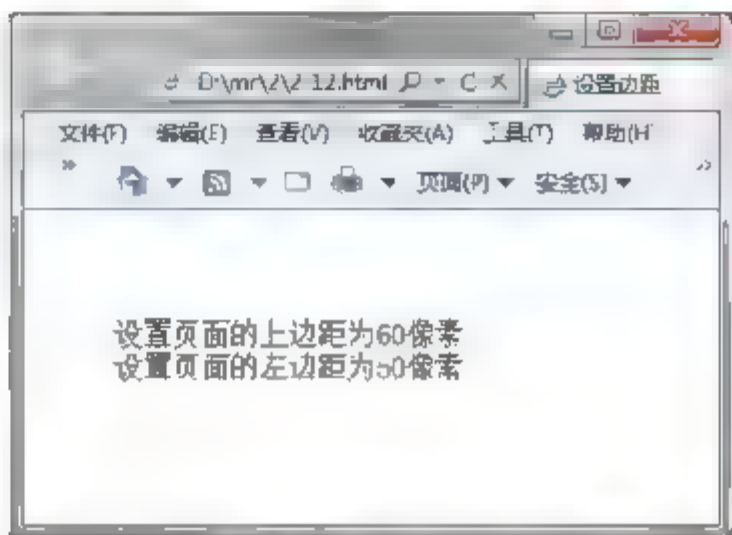 D:\mr\2\2-12.html
设置边距
文件(F) 编辑(E) 查看(V) 收藏夹(A) 工具(T) 帮助(H
页面(P) 安全(S)
设置页面的上边距为60像素
设置页面的左边距为50像素